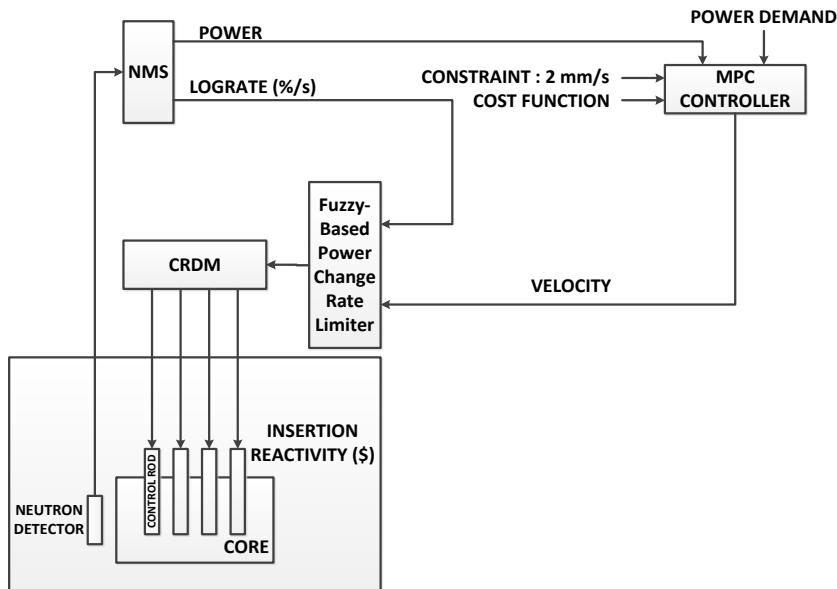 POWER DEMAND
POWER
NMS
LOGRATE (%/s)
CONSTRAINT : 2 mm/s
COST FUNCTION
MPC
CONTROLLER
Fuzzy-
Based
Power
Change
Rate
Limiter
CRDM
VELOCITY
INSERTION
REACTIVITY ($)
CONTROL ROD
NEUTRON
DETECTOR
CORE